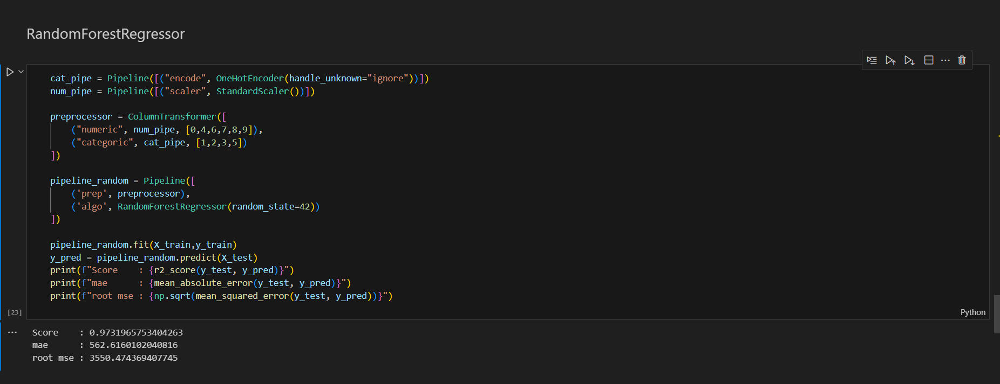 RandomForestRegressor
cat_pipe = Pipeline([("encode", OneHotEncoder(handle_unknown="ignore"))])
num_pipe = Pipeline([("scaler", StandardScaler())])
preprocessor = ColumnTransformer([
("numeric", num_pipe, [0,4,6,7,8,9]),
("categoric", cat_pipe, [1,2,3,5])
])
pipeline_random = Pipeline([
('prep', preprocessor),
('algo', RandomForestRegressor(random_state=42))
])
pipeline_random.fit(X_train,y_train)
y_pred = pipeline_random.predict(X_test)
print(f"Score    : {r2_score(y_test, y_pred)}")
print(f"mae      : {mean_absolute_error(y_test, y_pred)}")
print(f"root mse : {np.sqrt(mean_squared_error(y_test, y_pred))}")
[23]
Python
Score    : 0.9731965753404263
mae      : 562.6160102040816
root mse : 3550.474369407745